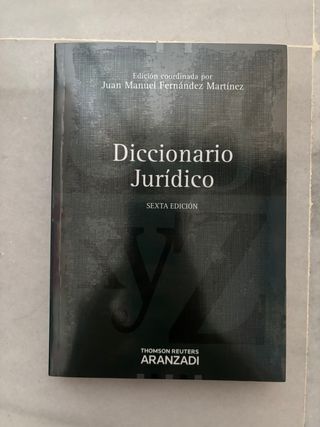 Edición coordinada por
Juan Manuel Fernández Martínez
Diccionario
Jurídico
SEXTA EDICIÓN
y
Z
THOMSON REUTERS
ARANZADI